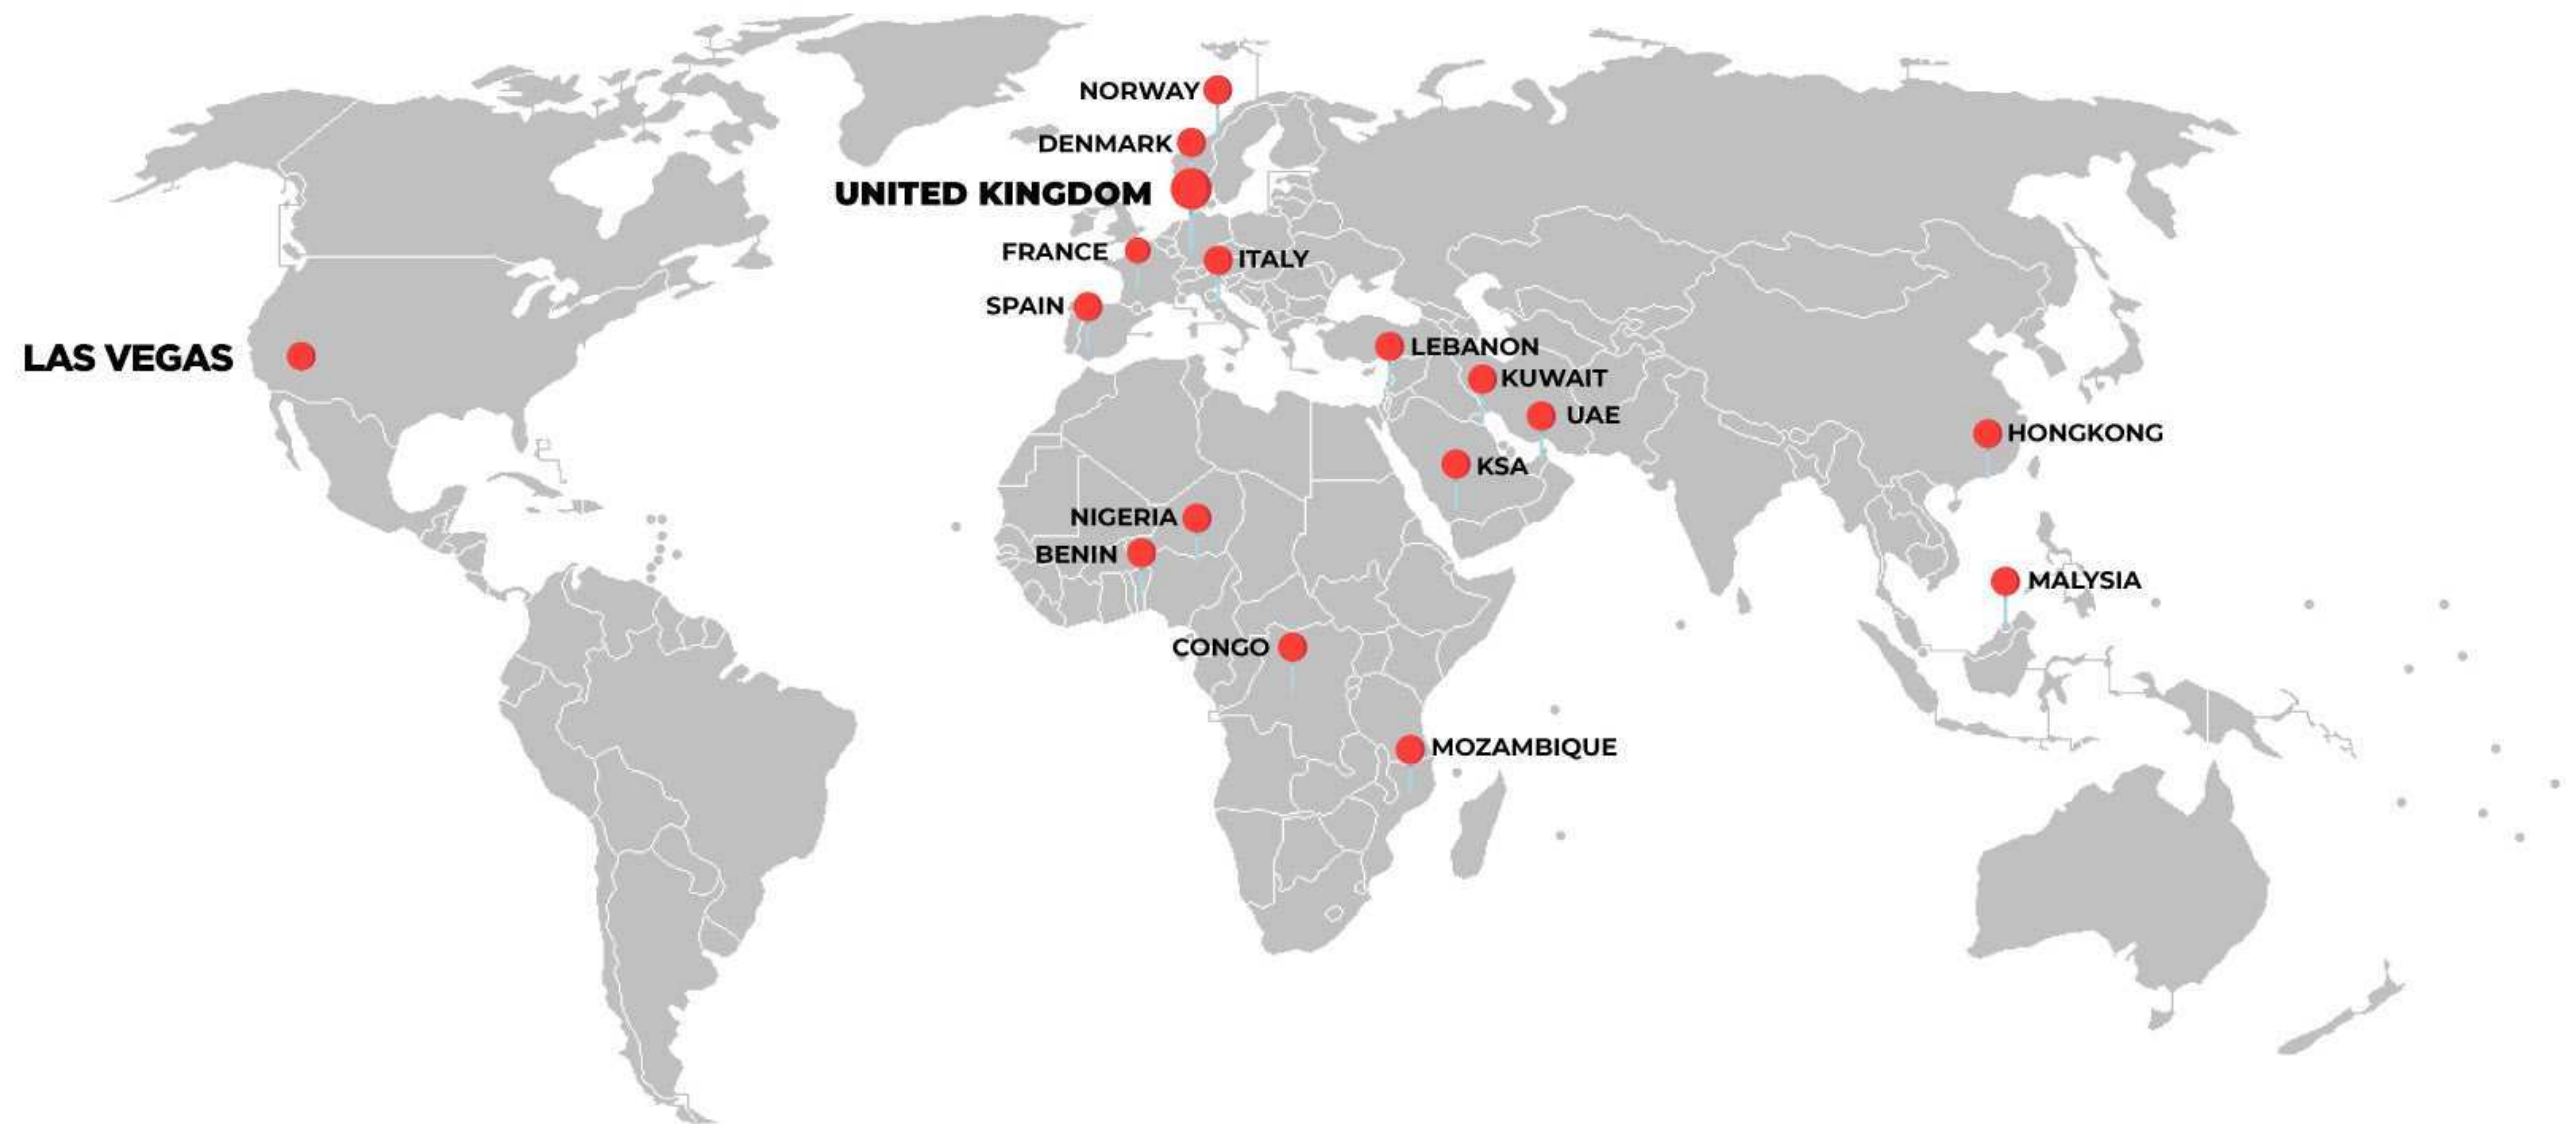 NORWAY
DENMARK
UNITED KINGDOM
FRANCE
ITALY
SPAIN
LAS VEGAS
LEBANON
KUWAIT
UAE
HONGKONG
KSA
NIGERIA
BENIN
MALYSIA
CONGO
MOZAMBIQUE